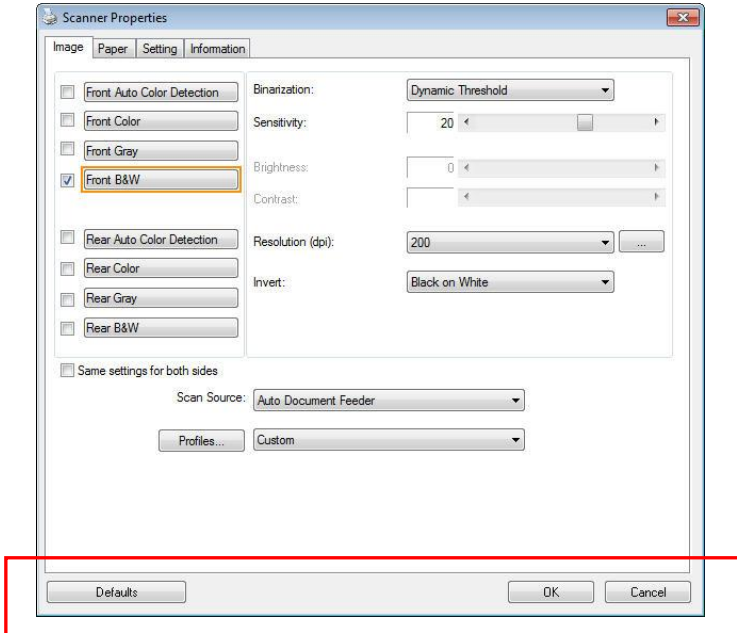 Scanner Properties
Image Paper Setting Information
Front Auto Color Detection
Front Color
Front Gray
Front B&W
Rear Auto Color Detection
Rear Color
Rear Gray
Rear B&W
Binarization: Dynamic Threshold
Sensitivity: 20
Brightness: 0
Contrast:
Resolution (dpi): 200 ...
Invert: Black on White
Same settings for both sides
Scan Source: Auto Document Feeder
Profiles... Custom
Defaults OK Cancel